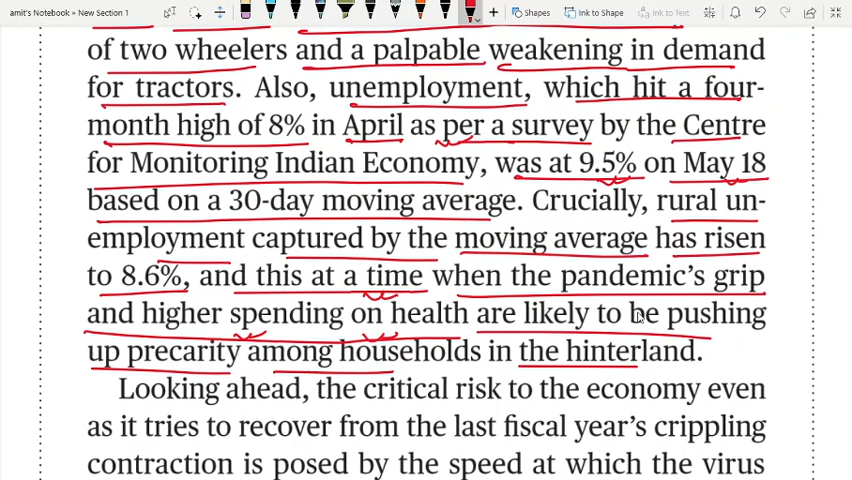 amit's Notebook » New Section 1
Shapes
Ink to Shape
Ink to Text
of two wheelers and a palpable weakening in demand
for tractors. Also, unemployment, which hit a four-
month high of 8% in April as per a survey by the Centre
for Monitoring Indian Economy, was at 9.5% on May 18
based on a 30-day moving average. Crucially, rural un-
employment captured by the moving average has risen
to 8.6%, and this at a time when the pandemic's grip
and higher spending on health are likely to be pushing
up precarity among households in the hinterland.
Looking ahead, the critical risk to the economy even
as it tries to recover from the last fiscal year's crippling
contraction is posed by the speed at which the virus